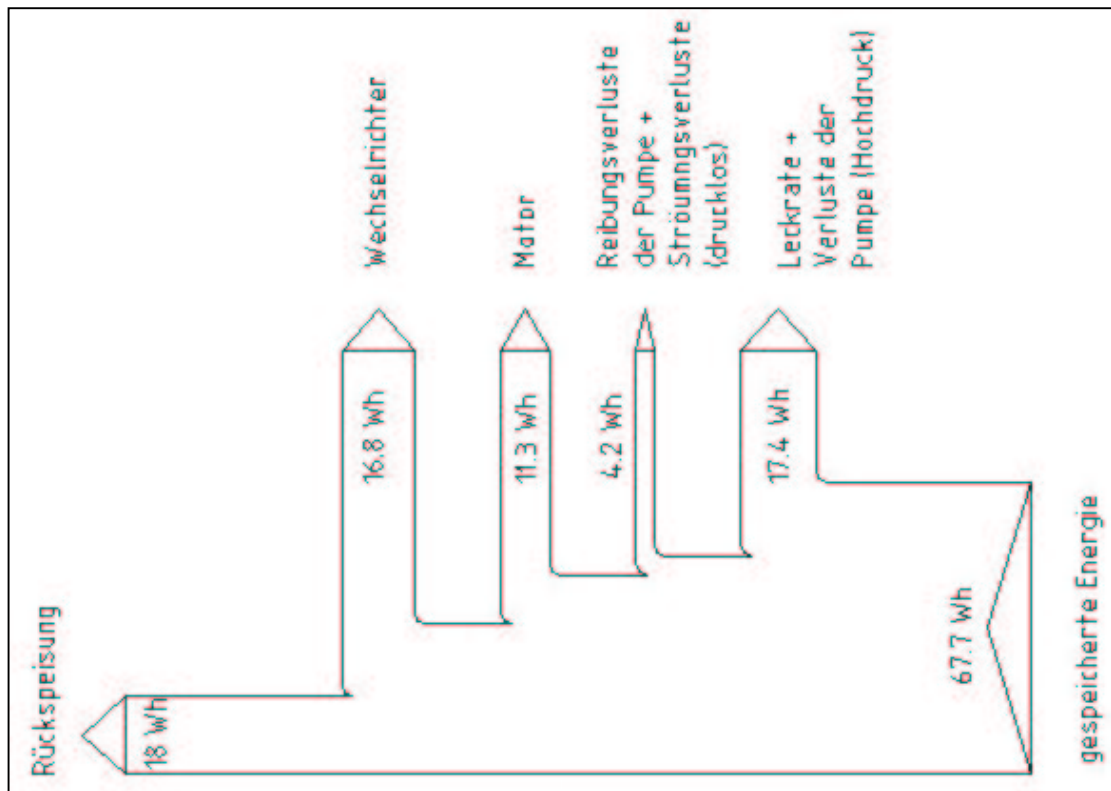 Rückspeisung
18 Wh
16.8 Wh
Wechselrichter
11.3 Wh
Motor
4.2 Wh
Reibungsverluste
der Pumpe +
Ströumngsverluste
(drucklos)
17.4 Wh
Leckrate +
Verluste der
Pumpe (Hochdruck)
67.7 Wh
gespeicherte Energie